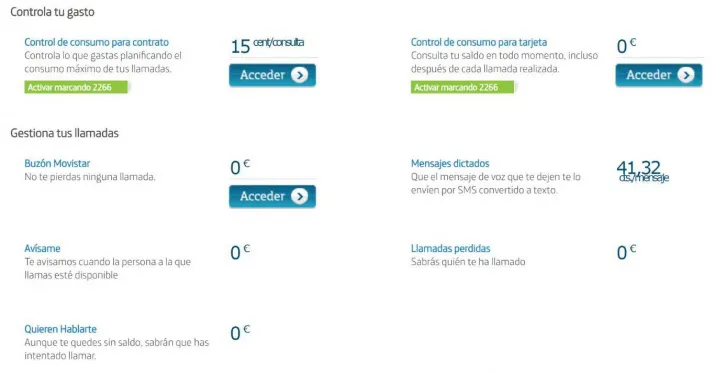 Controla tu gasto
Control de consumo para contrato
Controla lo que gastas planificando el
consumo máximo de tus llamadas.
Activar marcando 2266
15 cent/consulta
Acceder
Control de consumo para tarjeta
Consulta tu saldo en todo momento, incluso
después de cada llamada realizada.
Activar marcando 2266
0 €
Acceder
Gestiona tus llamadas
Buzón Movistar
No te pierdas ninguna llamada.
0 €
Acceder
Mensajes dictados
Que el mensaje de voz que te dejen te lo
envíen por SMS convertido a texto.
41,32
cts./mensaje
Avísame
Te avisamos cuando la persona a la que
llamas esté disponible
0 €
Llamadas perdidas
Sabrás quién te ha llamado
0 €
Quieren Hablarte
Aunque te quedes sin saldo, sabrán que has
intentado llamar.
0 €